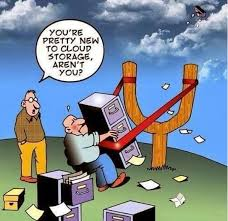 YOU'RE
PRETTY NEW
TO CLOUD
STORAGE,
AREN'T
YOU?